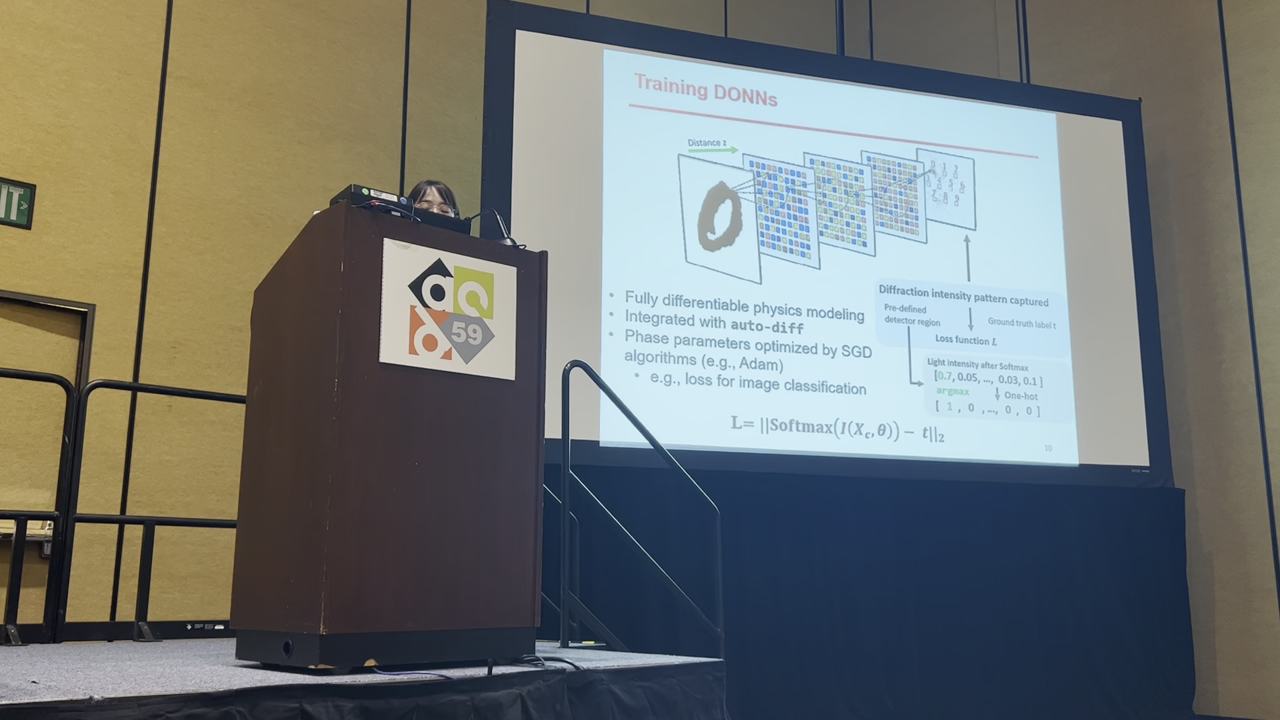 IT
dac
59
Training DONNs
Distance z
• Fully differentiable physics modeling
• Integrated with auto-diff
• Phase parameters optimized by SGD
algorithms (e.g., Adam)
• e.g., loss for image classification
L= ||Softmax(I(X_c,θ)) − t||_2
Diffraction intensity pattern captured
Pre-defined
detector region
Ground truth label t
Loss function L
Light intensity after Softmax
[0.7, 0.05, ..., 0.03, 0.1 ]
argmax
One-hot
[ 1 , 0 ,..., 0 , 0 ]
10